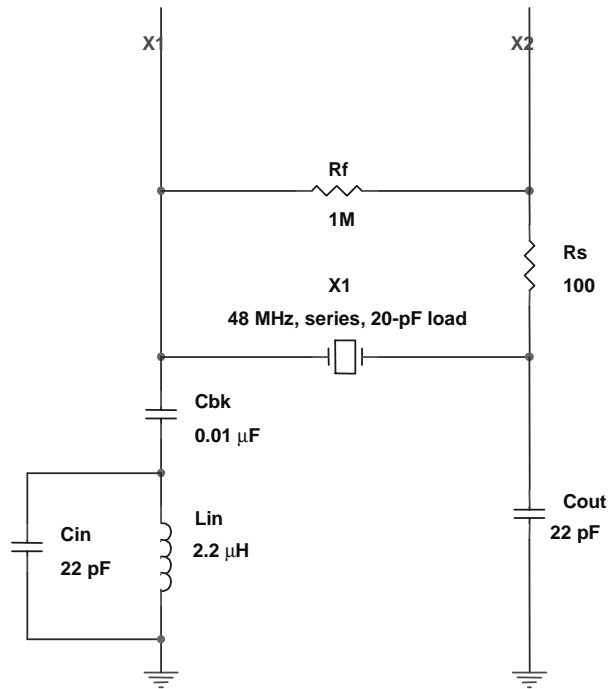 X1
X2
Rf
1M
Rs
100
X1
48 MHz, series, 20-pF load
Cbk
0.01 μF
Cin
22 pF
Lin
2.2 μH
Cout
22 pF